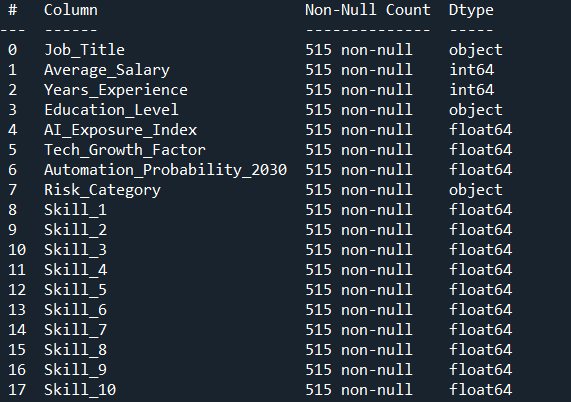 #   Column                       Non-Null Count  Dtype
---  ------                       --------------  -----
0   Job_Title                    515 non-null    object
1   Average_Salary               515 non-null    int64
2   Years_Experience             515 non-null    int64
3   Education_Level              515 non-null    object
4   AI_Exposure_Index            515 non-null    float64
5   Tech_Growth_Factor           515 non-null    float64
6   Automation_Probability_2030  515 non-null    float64
7   Risk_Category                515 non-null    object
8   Skill_1                      515 non-null    float64
9   Skill_2                      515 non-null    float64
10  Skill_3                      515 non-null    float64
11  Skill_4                      515 non-null    float64
12  Skill_5                      515 non-null    float64
13  Skill_6                      515 non-null    float64
14  Skill_7                      515 non-null    float64
15  Skill_8                      515 non-null    float64
16  Skill_9                      515 non-null    float64
17  Skill_10                     515 non-null    float64